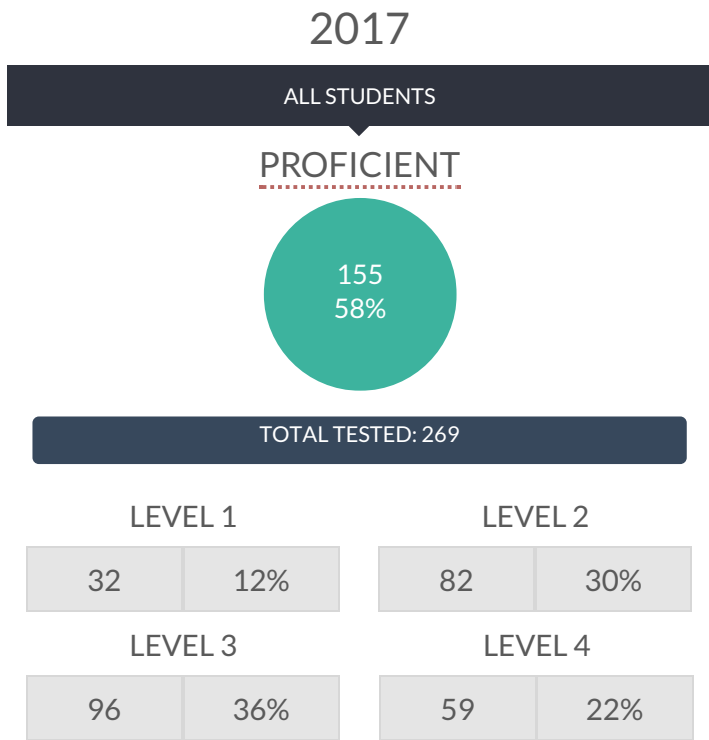 2017
ALL STUDENTS
PROFICIENT
155
58%
TOTAL TESTED: 269
LEVEL 1 LEVEL 2
32 12% 82 30%
LEVEL 3 LEVEL 4
96 36% 59 22%